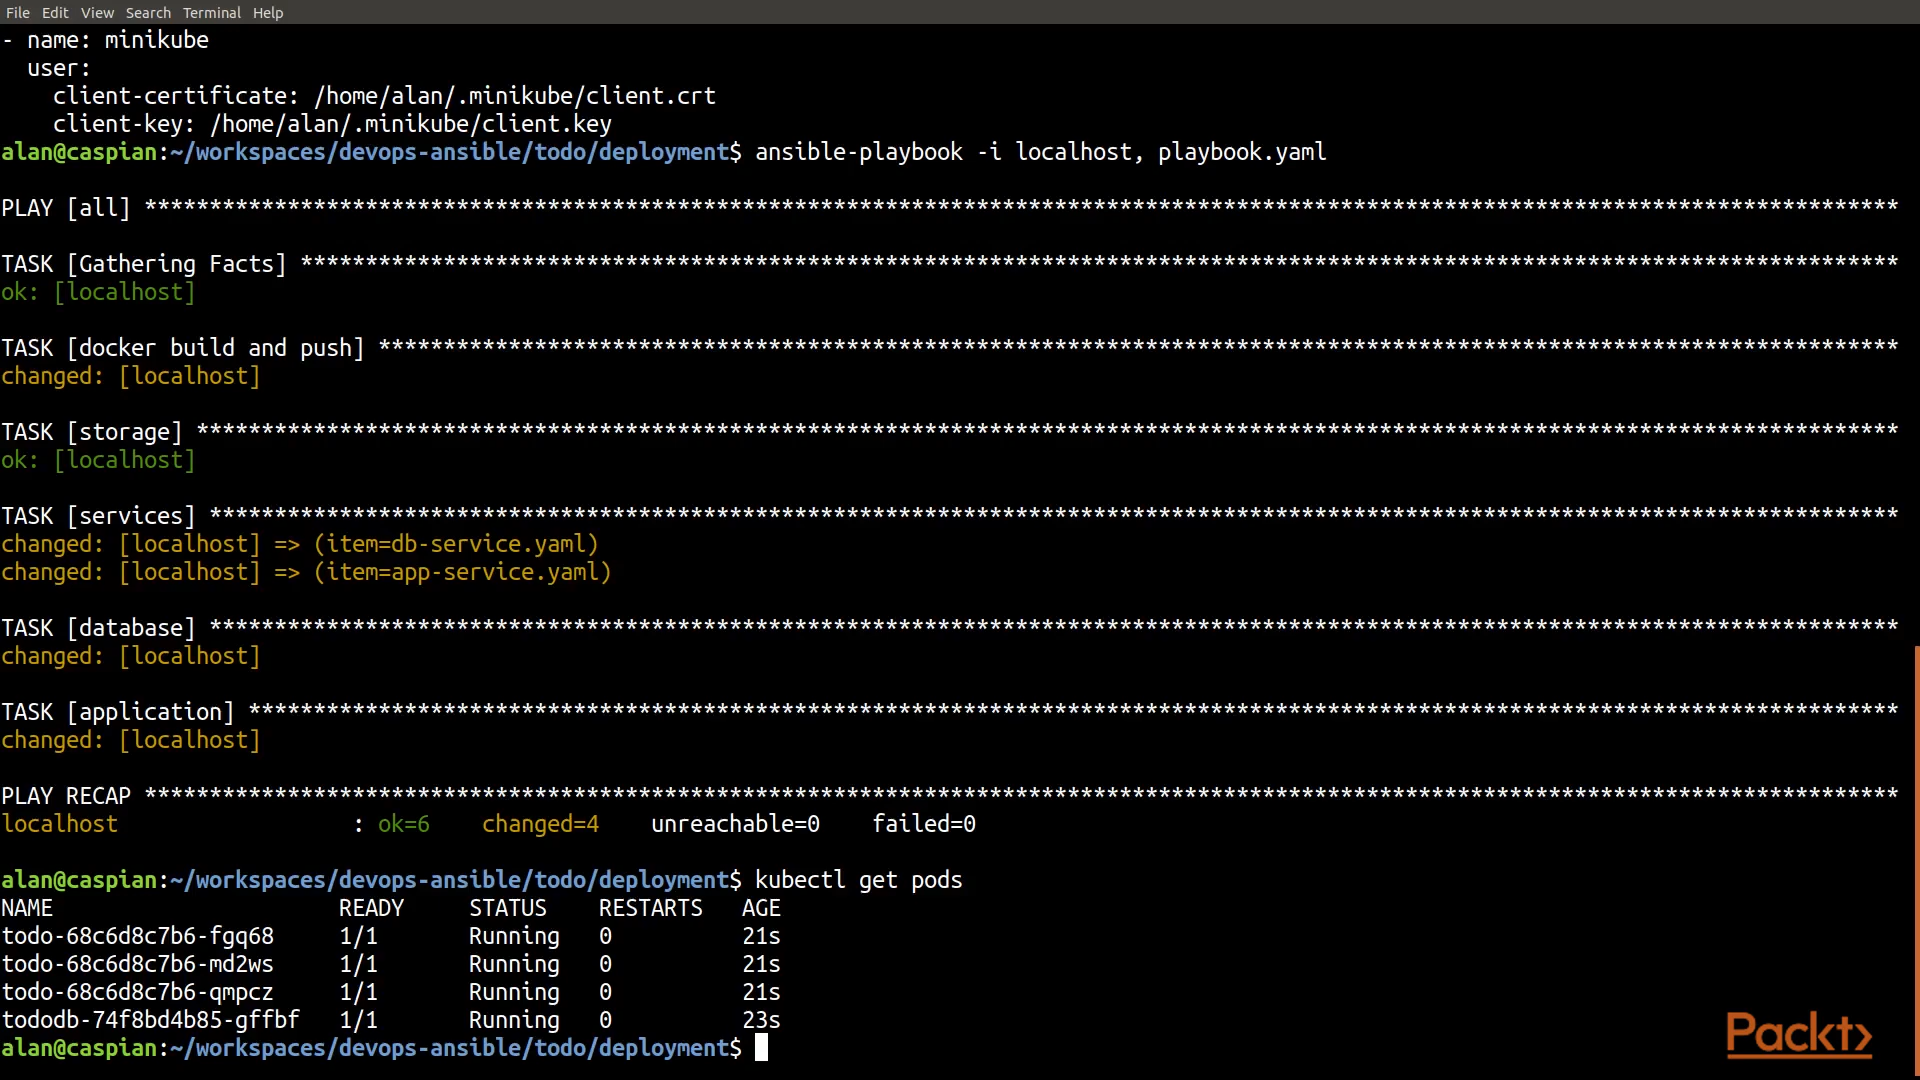 File Edit View Search Terminal Help
- name: minikube
  user:
    client-certificate: /home/alan/.minikube/client.crt
    client-key: /home/alan/.minikube/client.key
alan@caspian:~/workspaces/devops-ansible/todo/deployment$ ansible-playbook -i localhost, playbook.yaml
PLAY [all] ***************************************************************************************************************************************
TASK [Gathering Facts] ***************************************************************************************************************************
ok: [localhost]
TASK [docker build and push] *********************************************************************************************************************
changed: [localhost]
TASK [storage] ***********************************************************************************************************************************
ok: [localhost]
TASK [services] **********************************************************************************************************************************
changed: [localhost] => (item=db-service.yaml)
changed: [localhost] => (item=app-service.yaml)
TASK [database] **********************************************************************************************************************************
changed: [localhost]
TASK [application] *******************************************************************************************************************************
changed: [localhost]
PLAY RECAP ***************************************************************************************************************************************
localhost                  : ok=6    changed=4    unreachable=0    failed=0
alan@caspian:~/workspaces/devops-ansible/todo/deployment$ kubectl get pods
NAME                      READY     STATUS    RESTARTS   AGE
todo-68c6d8c7b6-fgq68     1/1       Running   0          21s
todo-68c6d8c7b6-md2ws     1/1       Running   0          21s
todo-68c6d8c7b6-qmpcz     1/1       Running   0          21s
tododb-74f8bd4b85-gffbf   1/1       Running   0          23s
alan@caspian:~/workspaces/devops-ansible/todo/deployment$
Packt>